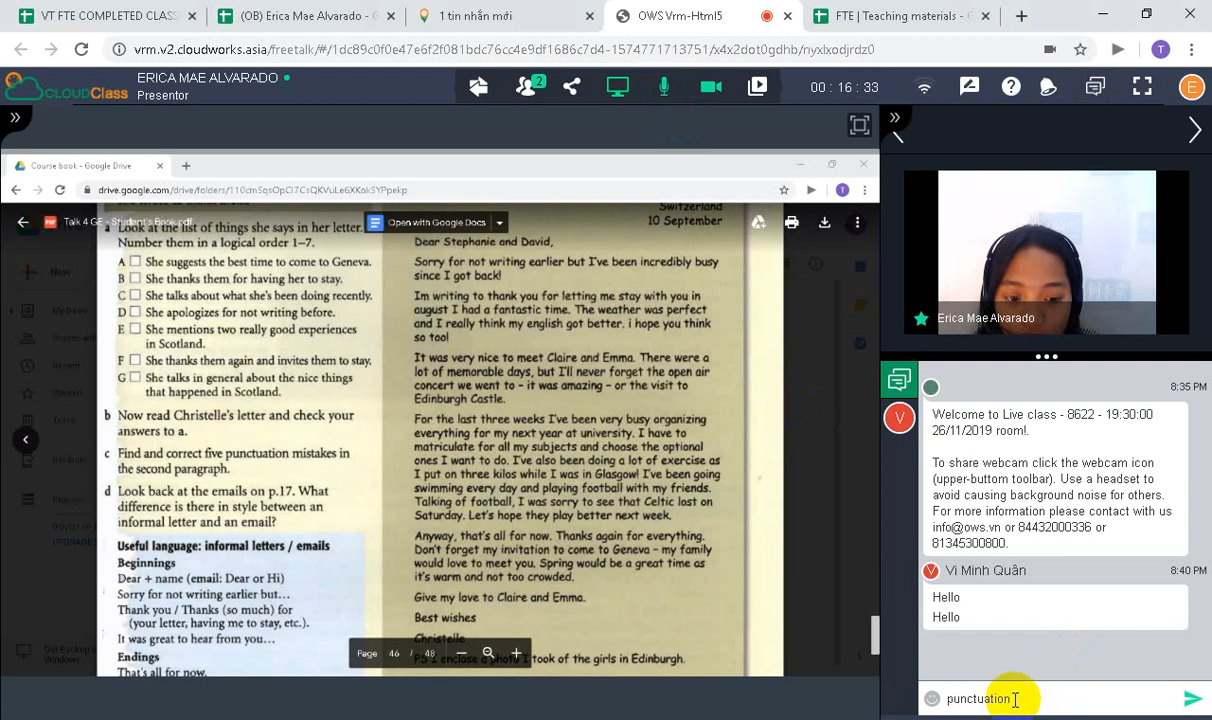 VT FTE COMPLETED CLASS
(OB) Erica Mae Alvarado - G
1 tin nhắn mới
OWS Vrm-Html5
FTE | Teaching materials - G
vrm.v2.cloudworks.asia/freetalk/#/1dc89c0f0e47e6f2f081bdc76cc4e9df1686c7d4-1574771713751/x4x2dot0gdhb/nyxlxodjrdz0
T
CLOUDCLASS
ERICA MAE ALVARADO
Presentor
2
00 : 16 : 33
E
Course book - Google Drive
drive.google.com/drive/folders/110cmSqsOpCl7CsQKVuLe6XKokSYPpekp
T
Talk 4 GE - Student's Book.pdf
Open with Google Docs
a Look at the list of things she says in her letter.
Number them in a logical order 1–7.
A She suggests the best time to come to Geneva.
B She thanks them for having her to stay.
C She talks about what she's been doing recently.
D She apologizes for not writing before.
E She mentions two really good experiences
in Scotland.
F She thanks them again and invites them to stay.
G She talks in general about the nice things
that happened in Scotland.
b Now read Christelle's letter and check your
answers to a.
c Find and correct five punctuation mistakes in
the second paragraph.
d Look back at the emails on p.17. What
difference is there in style between an
informal letter and an email?
Useful language: informal letters / emails
Beginnings
Dear + name (email: Dear or Hi)
Sorry for not writing earlier but...
Thank you / Thanks (so much) for
(your letter, having me to stay, etc.).
It was great to hear from you...
Endings
That's all for now.
Switzerland
10 September
Dear Stephanie and David,
Sorry for not writing earlier but I've been incredibly busy
since I got back!
Im writing to thank you for letting me stay with you in
august I had a fantastic time. The weather was perfect
and I really think my english got better. i hope you think
so too!
It was very nice to meet Claire and Emma. There were a
lot of memorable days, but I'll never forget the open air
concert we went to – it was amazing – or the visit to
Edinburgh Castle.
For the last three weeks I've been very busy organizing
everything for my next year at university. I have to
matriculate for all my subjects and choose the optional
ones I want to do. I've also been doing a lot of exercise as
I put on three kilos while I was in Glasgow! I've been going
swimming every day and playing football with my friends.
Talking of football, I was sorry to see that Celtic lost on
Saturday. Let's hope they play better next week.
Anyway, that's all for now. Thanks again for everything.
Don't forget my invitation to come to Geneva – my family
would love to meet you. Spring would be a great time as
it's warm and not too crowded.
Give my love to Claire and Emma.
Best wishes
Christelle
PS I enclose a photo I took of the girls in Edinburgh.
Page 46 / 48
New
Windows
Erica Mae Alvarado
8:35 PM
V
Welcome to Live class - 8622 - 19:30:00
26/11/2019 room!.
To share webcam click the webcam icon
(upper-buttom toolbar). Use a headset to
avoid causing background noise for others.
For more information please contact with us
info@ows.vn or 84432000336 or
81345300800.
V Vi Minh Quân 8:40 PM
Hello
Hello
punctuation